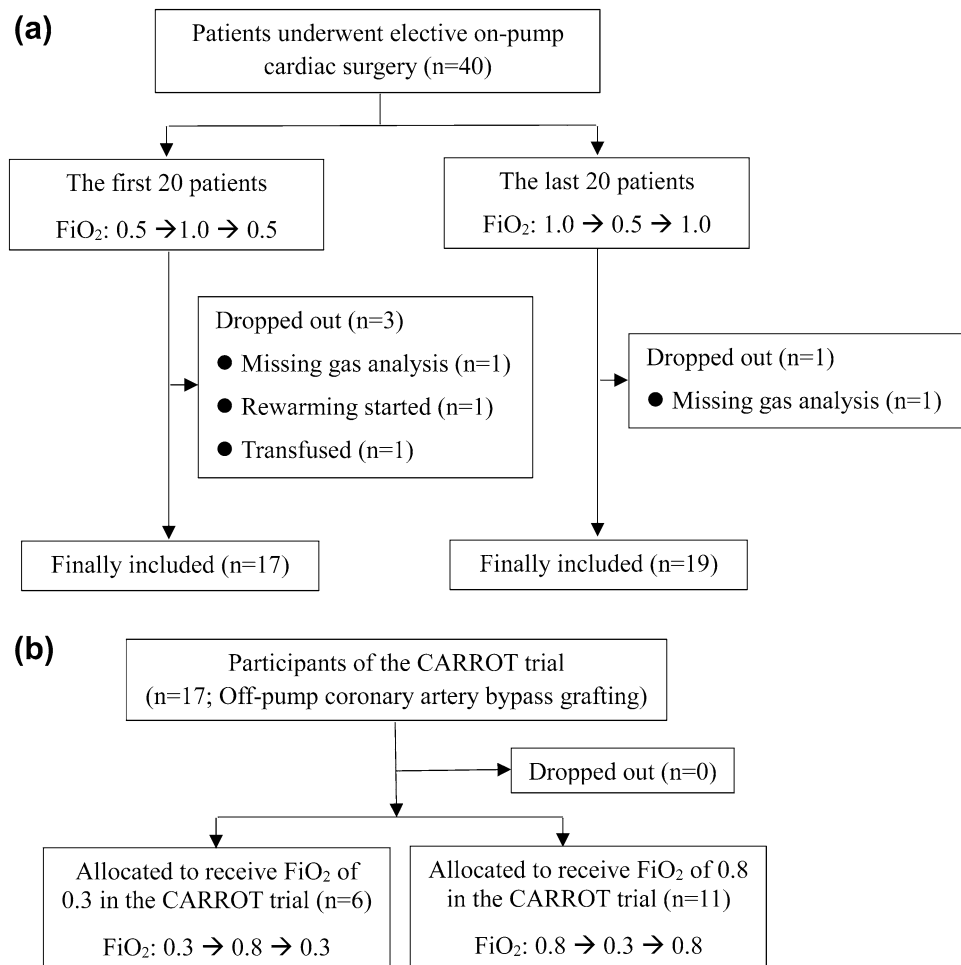 (a)
Patients underwent elective on-pump
cardiac surgery (n=40)
The first 20 patients
FiO₂: 0.5 → 1.0 → 0.5
The last 20 patients
FiO₂: 1.0 → 0.5 → 1.0
Dropped out (n=3)
● Missing gas analysis (n=1)
● Rewarming started (n=1)
● Transfused (n=1)
Dropped out (n=1)
● Missing gas analysis (n=1)
Finally included (n=17)
Finally included (n=19)
(b)
Participants of the CARROT trial
(n=17; Off-pump coronary artery bypass grafting)
Dropped out (n=0)
Allocated to receive FiO₂ of
0.3 in the CARROT trial (n=6)
FiO₂: 0.3 → 0.8 → 0.3
Allocated to receive FiO₂ of 0.8
in the CARROT trial (n=11)
FiO₂: 0.8 → 0.3 → 0.8